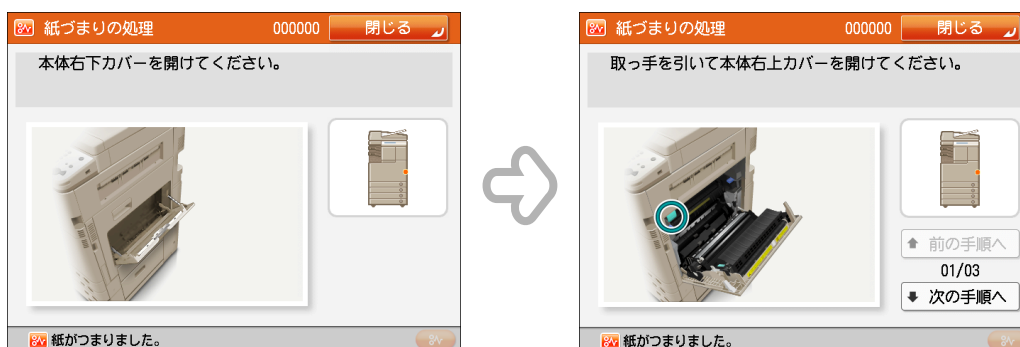 紙づまりの処理 000000 閉じる
本体右下カバーを開けてください。
紙がつまりました。
紙づまりの処理 000000 閉じる
取っ手を引いて本体右上カバーを開けてください。
前の手順へ
01/03
次の手順へ
紙がつまりました。